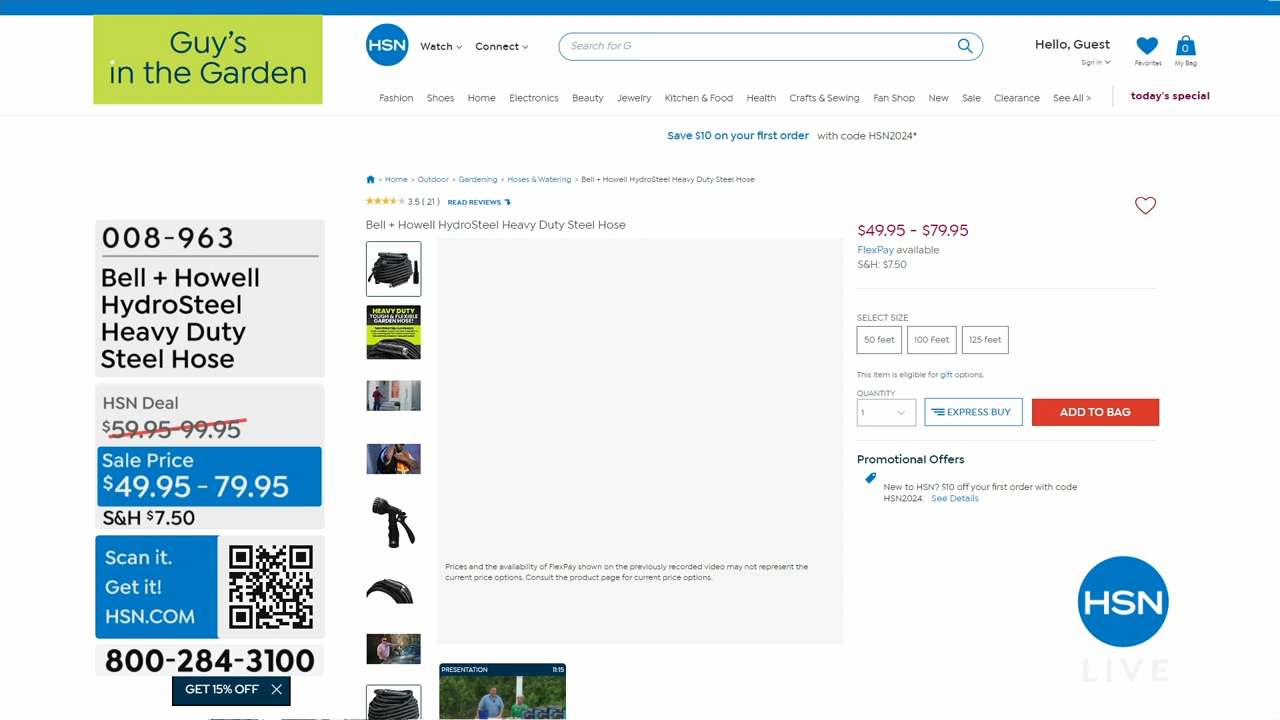 Guy's
in the Garden
HSN
Watch
Connect
Search for G
Hello, Guest
Sign In
Favorites
0
My Bag
Fashion
Shoes
Home
Electronics
Beauty
Jewelry
Kitchen & Food
Health
Crafts & Sewing
Fan Shop
New
Sale
Clearance
See All >
today's special
Save $10 on your first order with code HSN2024*
> Home > Outdoor > Gardening > Hoses & Watering > Bell + Howell HydroSteel Heavy Duty Steel Hose
3.5 ( 21 ) READ REVIEWS
Bell + Howell HydroSteel Heavy Duty Steel Hose
008-963
Bell + Howell
HydroSteel
Heavy Duty
Steel Hose
HSN Deal
$59.95-99.95
Sale Price
$49.95 - 79.95
S&H $7.50
Scan it.
Get it!
HSN.COM
800-284-3100
GET 15% OFF
HEAVY DUTY
TOUGH & FLEXIBLE
GARDEN HOSE!
Prices and the availability of FlexPay shown on the previously recorded video may not represent the
current price options. Consult the product page for current price options.
PRESENTATION 11:15
$49.95 - $79.95
FlexPay available
S&H: $7.50
SELECT SIZE
50 feet
100 Feet
125 feet
This item is eligible for gift options.
QUANTITY
1
EXPRESS BUY
ADD TO BAG
Promotional Offers
New to HSN? $10 off your first order with code
HSN2024. See Details
HSN
LIVE